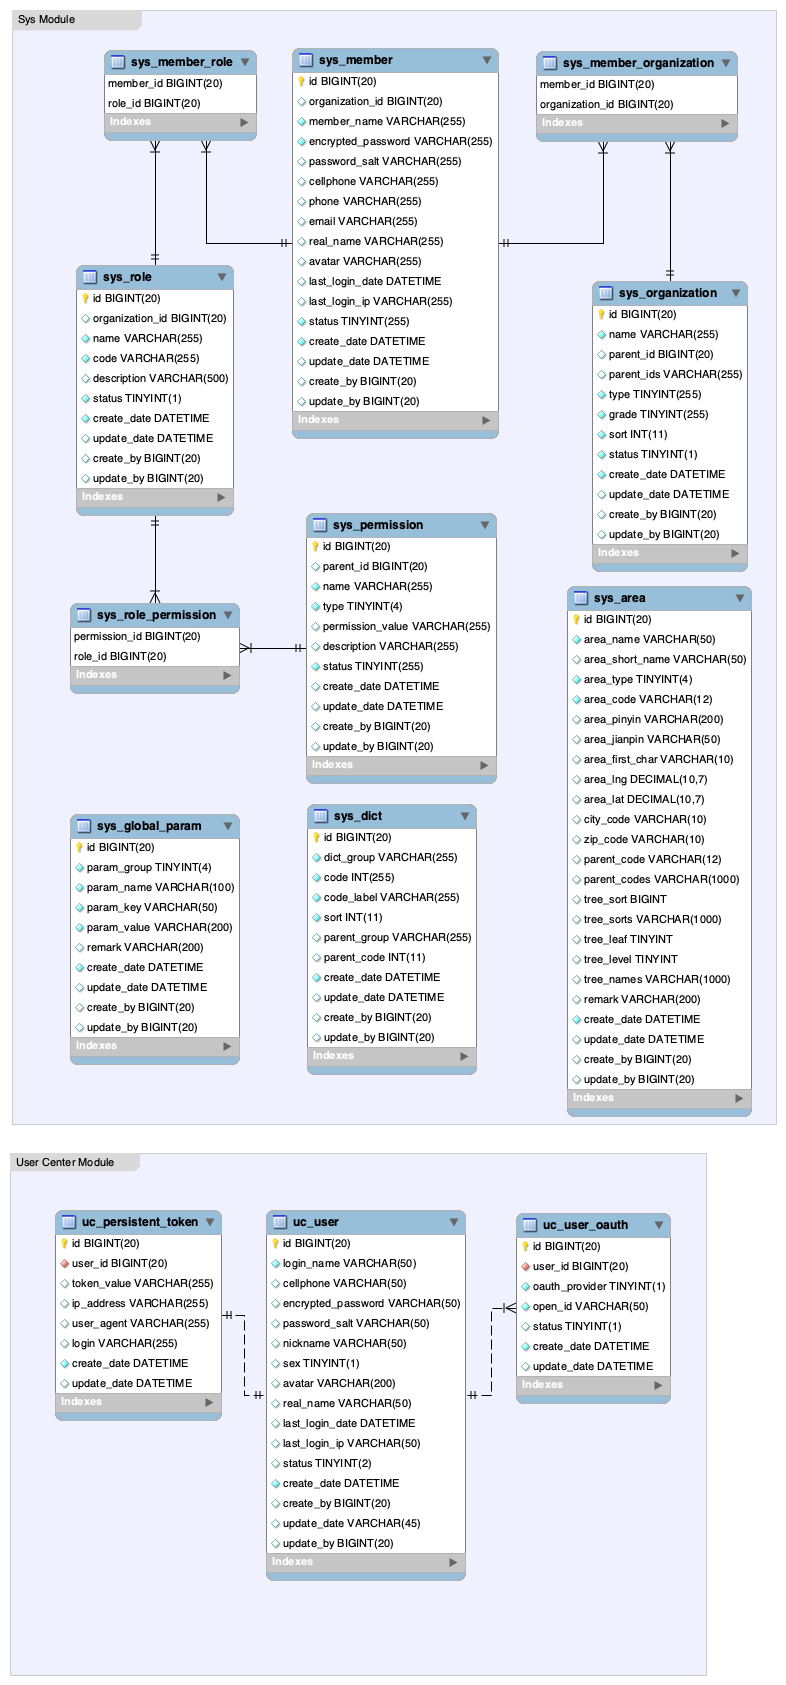 Sys Module
sys_member_role
member_id BIGINT(20)
role_id BIGINT(20)
Indexes
sys_member
id BIGINT(20)
organization_id BIGINT(20)
member_name VARCHAR(255)
encrypted_password VARCHAR(255)
password_salt VARCHAR(255)
cellphone VARCHAR(255)
phone VARCHAR(255)
email VARCHAR(255)
real_name VARCHAR(255)
avatar VARCHAR(255)
last_login_date DATETIME
last_login_ip VARCHAR(255)
status TINYINT(255)
create_date DATETIME
update_date DATETIME
create_by BIGINT(20)
update_by BIGINT(20)
Indexes
sys_member_organization
member_id BIGINT(20)
organization_id BIGINT(20)
Indexes
sys_role
id BIGINT(20)
organization_id BIGINT(20)
name VARCHAR(255)
code VARCHAR(255)
description VARCHAR(500)
status TINYINT(1)
create_date DATETIME
update_date DATETIME
create_by BIGINT(20)
update_by BIGINT(20)
Indexes
sys_organization
id BIGINT(20)
name VARCHAR(255)
parent_id BIGINT(20)
parent_ids VARCHAR(255)
type TINYINT(255)
grade TINYINT(255)
sort INT(11)
status TINYINT(1)
create_date DATETIME
update_date DATETIME
create_by BIGINT(20)
update_by BIGINT(20)
Indexes
sys_role_permission
permission_id BIGINT(20)
role_id BIGINT(20)
Indexes
sys_permission
id BIGINT(20)
parent_id BIGINT(20)
name VARCHAR(255)
type TINYINT(4)
permission_value VARCHAR(255)
description VARCHAR(255)
status TINYINT(255)
create_date DATETIME
update_date DATETIME
create_by BIGINT(20)
update_by BIGINT(20)
Indexes
sys_area
id BIGINT(20)
area_name VARCHAR(50)
area_short_name VARCHAR(50)
area_type TINYINT(4)
area_code VARCHAR(12)
area_pinyin VARCHAR(200)
area_jianpin VARCHAR(50)
area_first_char VARCHAR(10)
area_lng DECIMAL(10,7)
area_lat DECIMAL(10,7)
city_code VARCHAR(10)
zip_code VARCHAR(10)
parent_code VARCHAR(12)
parent_codes VARCHAR(1000)
tree_sort BIGINT
tree_sorts VARCHAR(1000)
tree_leaf TINYINT
tree_level TINYINT
tree_names VARCHAR(1000)
remark VARCHAR(200)
create_date DATETIME
update_date DATETIME
create_by BIGINT(20)
update_by BIGINT(20)
Indexes
sys_global_param
id BIGINT(20)
param_group TINYINT(4)
param_name VARCHAR(100)
param_key VARCHAR(50)
param_value VARCHAR(200)
remark VARCHAR(200)
create_date DATETIME
update_date DATETIME
create_by BIGINT(20)
update_by BIGINT(20)
Indexes
sys_dict
id BIGINT(20)
dict_group VARCHAR(255)
code INT(255)
code_label VARCHAR(255)
sort INT(11)
parent_group VARCHAR(255)
parent_code INT(11)
create_date DATETIME
update_date DATETIME
create_by BIGINT(20)
update_by BIGINT(20)
Indexes
User Center Module
uc_persistent_token
id BIGINT(20)
user_id BIGINT(20)
token_value VARCHAR(255)
ip_address VARCHAR(255)
user_agent VARCHAR(255)
login VARCHAR(255)
create_date DATETIME
update_date DATETIME
Indexes
uc_user
id BIGINT(20)
login_name VARCHAR(50)
cellphone VARCHAR(50)
encrypted_password VARCHAR(50)
password_salt VARCHAR(50)
nickname VARCHAR(50)
sex TINYINT(1)
avatar VARCHAR(200)
real_name VARCHAR(50)
last_login_date DATETIME
last_login_ip VARCHAR(50)
status TINYINT(2)
create_date DATETIME
create_by BIGINT(20)
update_date VARCHAR(45)
update_by BIGINT(20)
Indexes
uc_user_oauth
id BIGINT(20)
user_id BIGINT(20)
oauth_provider TINYINT(1)
open_id VARCHAR(50)
status TINYINT(1)
create_date DATETIME
update_date DATETIME
Indexes